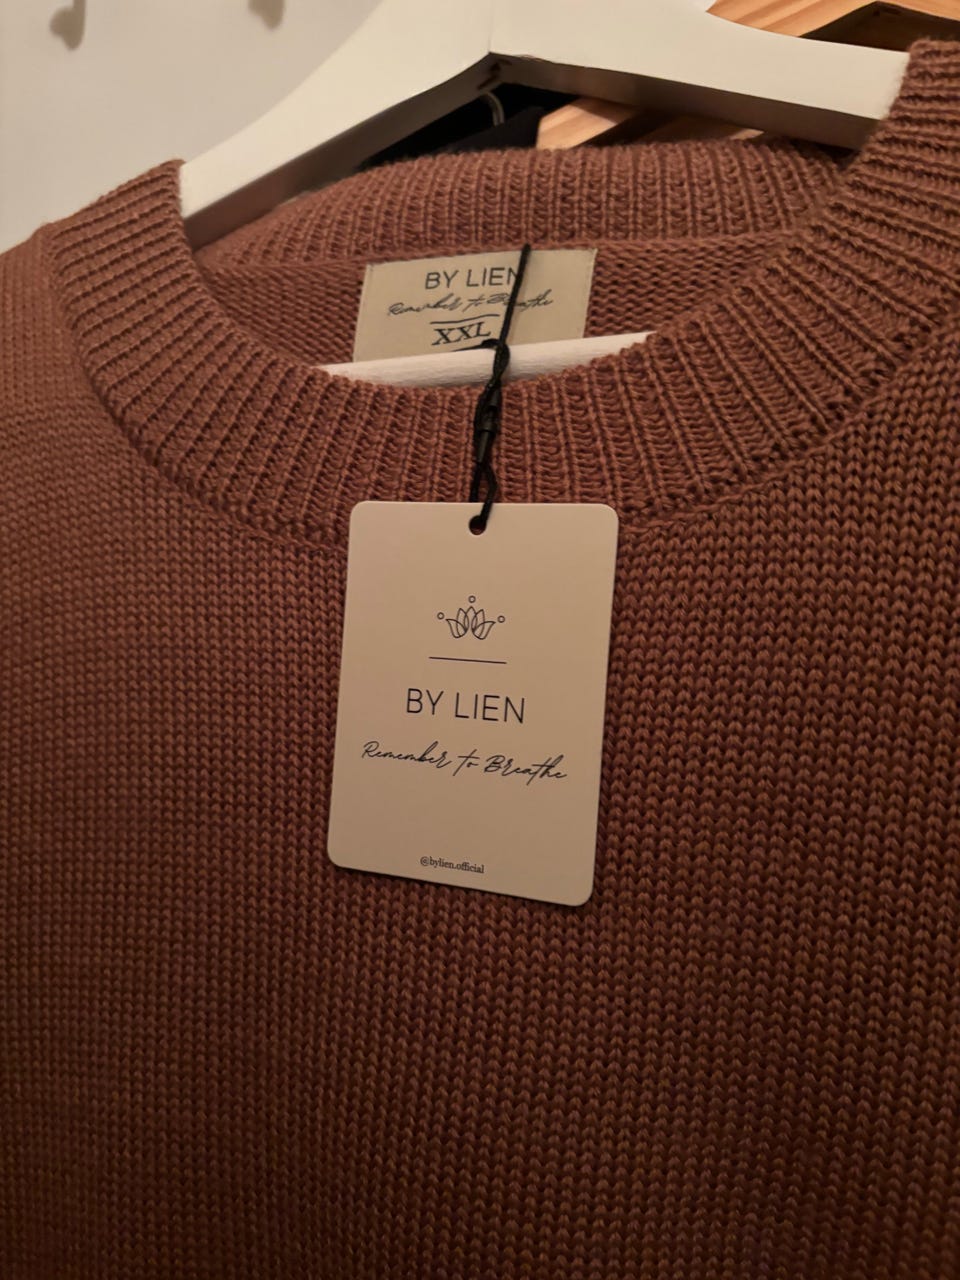 BY LIEN
Remember to Breathe
XXL
BY LIEN
Remember to Breathe
@bylien.official